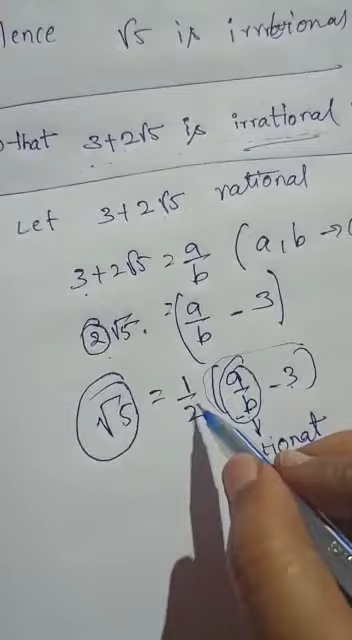 Hence √5 is irrational
that 3+2√5 is irrational
Let 3+2√5 rational
3+2√5 = a/b (a, b →
2√5. = (a/b - 3)
√5 = 1/2 (a/b - 3)